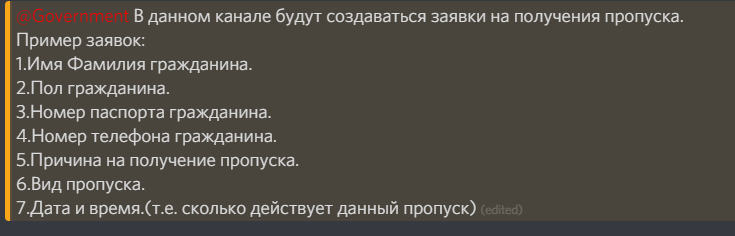 @Government В данном канале будут создаваться заявки на получения пропуска.
Пример заявок:
1.Имя Фамилия гражданина.
2.Пол гражданина.
3.Номер паспорта гражданина.
4.Номер телефона гражданина.
5.Причина на получение пропуска.
6.Вид пропуска.
7.Дата и время.(т.е. сколько действует данный пропуск) (edited)